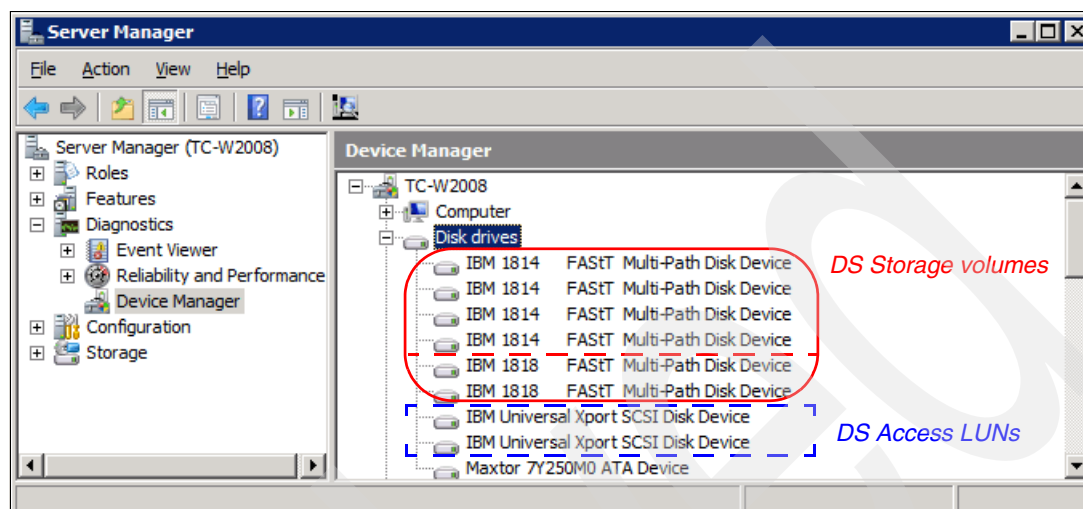 Server Manager
File Action View Help
Server Manager (TC-W2008)
Roles
Features
Diagnostics
Event Viewer
Reliability and Performance
Device Manager
Configuration
Storage
Device Manager
TC-W2008
Computer
Disk drives
IBM 1814 FAStT Multi-Path Disk Device
IBM 1814 FAStT Multi-Path Disk Device
IBM 1814 FAStT Multi-Path Disk Device
IBM 1814 FAStT Multi-Path Disk Device
IBM 1818 FAStT Multi-Path Disk Device
IBM 1818 FAStT Multi-Path Disk Device
IBM Universal Xport SCSI Disk Device
IBM Universal Xport SCSI Disk Device
Maxtor 7Y250M0 ATA Device
DS Storage volumes
DS Access LUNs